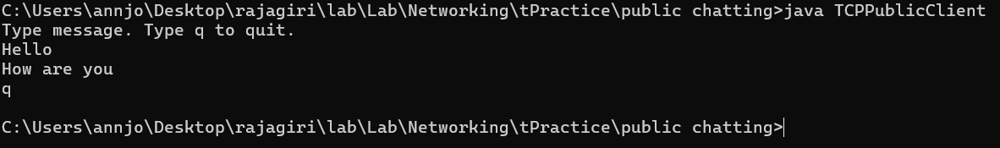 C:\Users\annjo\Desktop\rajagiri\lab\Lab\Networking\tPractice\public chatting>java TCPPublicClient
Type message. Type q to quit.
Hello
How are you
q
C:\Users\annjo\Desktop\rajagiri\lab\Lab\Networking\tPractice\public chatting>